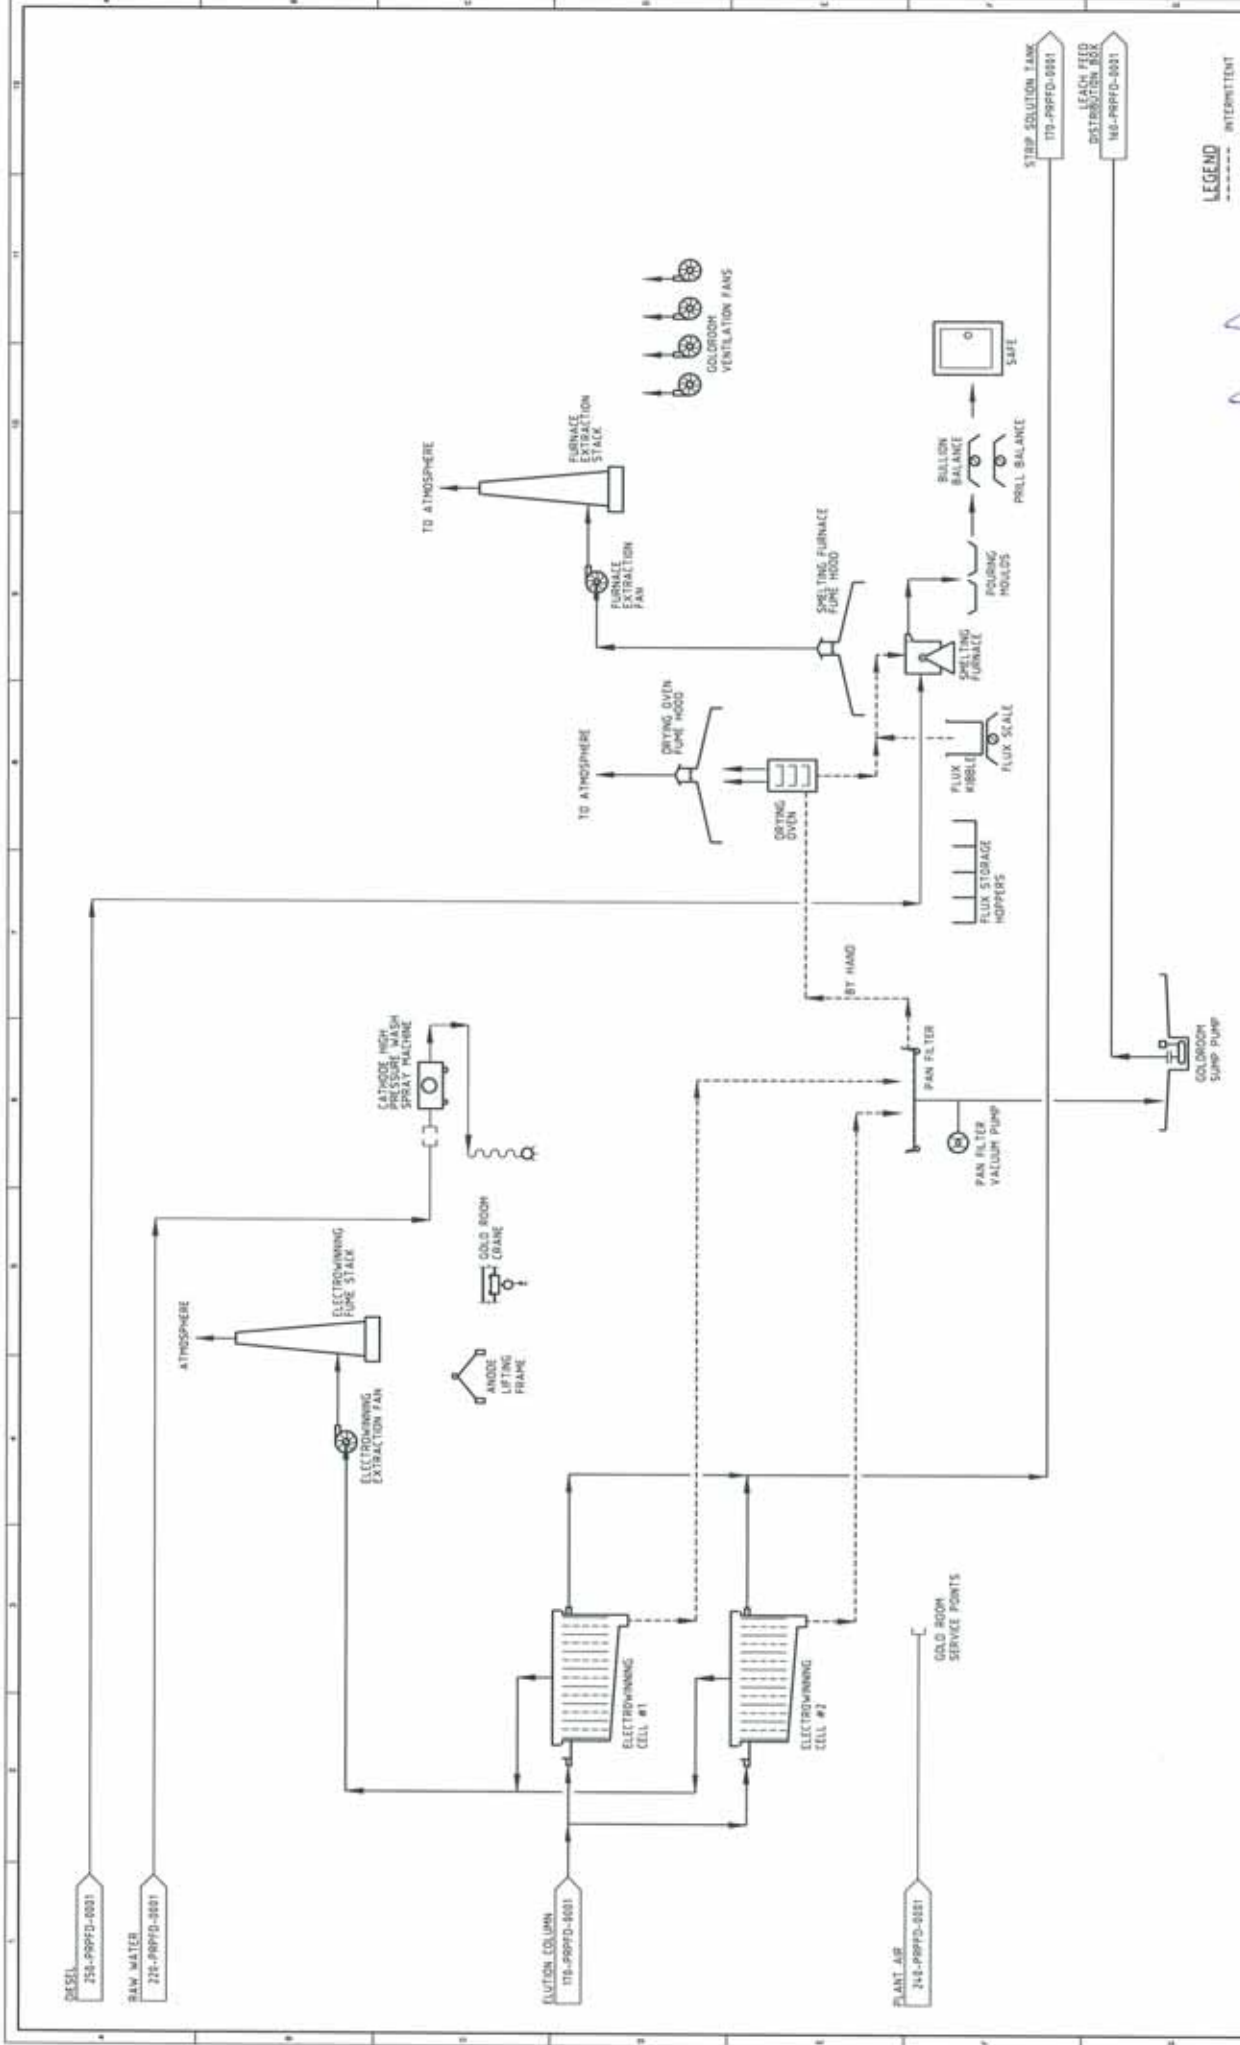 DIESEL
250-PRPFD-0001
RAW WATER
220-PRPFD-0001
ELUTION COLUMN
170-PRPFD-0001
PLANT AIR
240-PRPFD-0001
ATMOSPHERE
ELECTROWINNING
FUME STACK
ELECTROWINNING
EXTRACTION FAN
ANODE
LIFTING
FRAME
GOLD ROOM
CRANE
CATHODE HIGH
PRESSURE WASH
SPRAY MACHINE
ELECTROWINNING
CELL #1
ELECTROWINNING
CELL #2
GOLD ROOM
SERVICE POINTS
PAN FILTER
PAN FILTER
VACUUM PUMP
BY HAND
GOLDROOM
SUMP PUMP
TO ATMOSPHERE
DRYING OVEN
FUME HOOD
DRYING
OVEN
FLUX STORAGE
HOPPERS
FLUX
KIBBLE
FLUX SCALE
TO ATMOSPHERE
FURNACE
EXTRACTION
STACK
FURNACE
EXTRACTION
FAN
SMELTING FURNACE
FUME HOOD
SMELTING
FURNACE
POURING
MOULDS
BULLION
BALANCE
PRILL BALANCE
SAFE
GOLDROOM
VENTILATION FANS
STRIP SOLUTION TANK
170-PRPFD-0001
LEACH FEED
DISTRIBUTION BOX
160-PRPFD-0001
LEGEND
INTERMITTENT